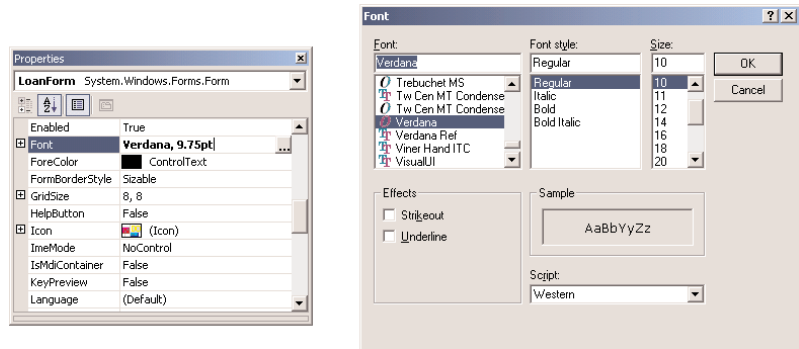 Properties
LoanForm System.Windows.Forms.Form
Enabled True
Font Verdana, 9.75pt ...
ForeColor ControlText
FormBorderStyle Sizable
GridSize 8, 8
HelpButton False
Icon (Icon)
ImeMode NoControl
IsMdiContainer False
KeyPreview False
Language (Default)
Font
Font: Font style: Size:
Verdana Regular 10 OK
Trebuchet MS Regular 10 Cancel
Tw Cen MT Condense Italic 11
Tw Cen MT Condense Bold 12
Verdana Bold Italic 14
Verdana Ref 16
Viner Hand ITC 18
VisualUI 20
Effects Sample
Strikeout AaBbYyZz
Underline
Script:
Western